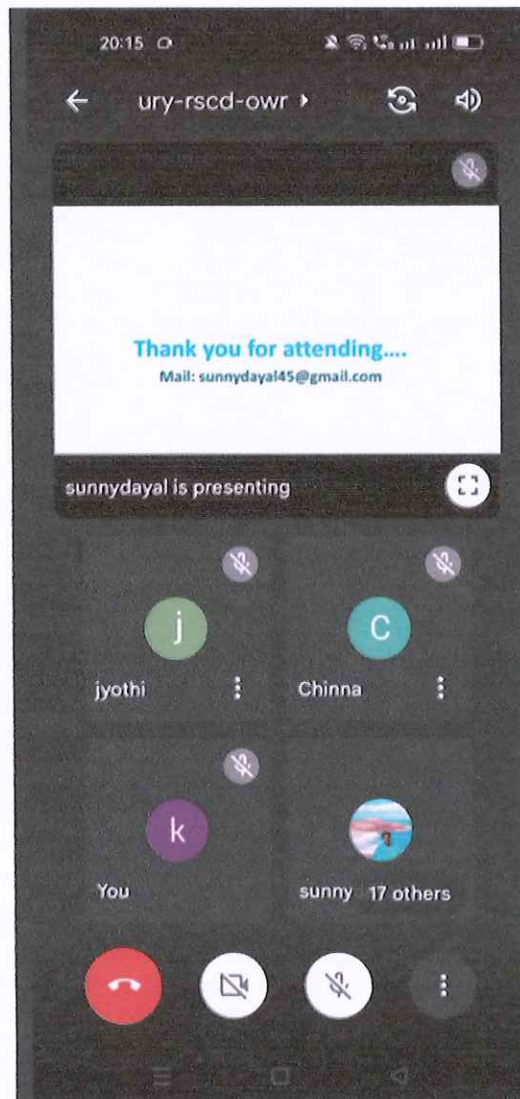 20:15
ury-rscd-owr
Thank you for attending....
Mail: sunnydayal45@gmail.com
sunnydayal is presenting
j
C
jyothi
Chinna
k
You
sunny 17 others